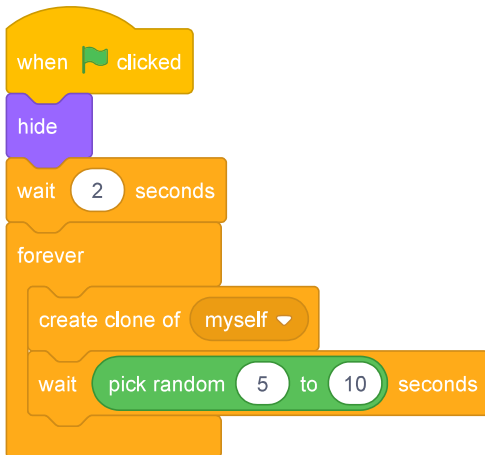 when clicked
hide
wait 2 seconds
forever
create clone of myself
wait pick random 5 to 10 seconds